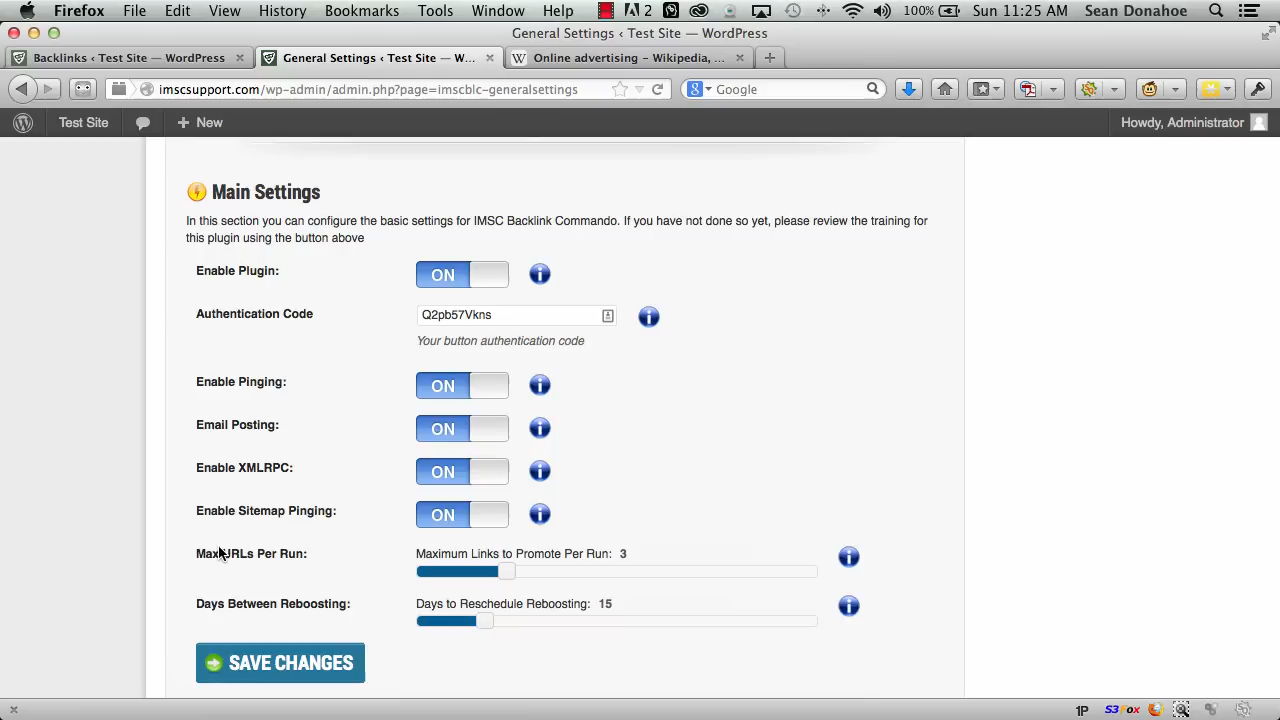 Firefox File Edit View History Bookmarks Tools Window Help 2 100% Sun 11:25 AM Sean Donahoe
General Settings ‹ Test Site — WordPress
Backlinks ‹ Test Site — WordPress General Settings ‹ Test Site — W... Online advertising – Wikipedia, ...
imscsupport.com/wp-admin/admin.php?page=imscblc-generalsettings Google
Test Site New Howdy, Administrator
Main Settings
In this section you can configure the basic settings for IMSC Backlink Commando. If you have not done so yet, please review the training for
this plugin using the button above
Enable Plugin: ON
Authentication Code Q2pb57Vkns
Your button authentication code
Enable Pinging: ON
Email Posting: ON
Enable XMLRPC: ON
Enable Sitemap Pinging: ON
Max URLs Per Run: Maximum Links to Promote Per Run: 3
Days Between Reboosting: Days to Reschedule Reboosting: 15
SAVE CHANGES
1P S3Fox